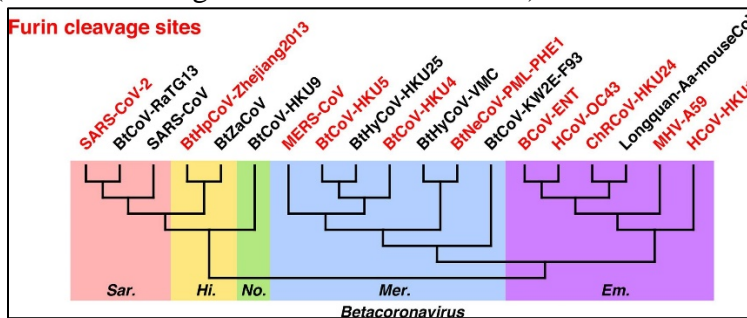 Furin cleavage sites
SARS-CoV-2
BtCoV-RaTG13
SARS-CoV
BtHpCoV-Zhejiang2013
BtZaCoV
BtCoV-HKU9
MERS-CoV
BtCoV-HKU5
BtHyCoV-HKU25
BtCoV-HKU4
BtHyCoV-VMC
BtNeCoV-PML-PHE1
BtCoV-KW2E-F93
BCoV-ENT
HCoV-OC43
ChRCoV-HKU24
Longquan-Aa-mouseCoV
MHV-A59
Sar.
Hi.
No.
Mer.
Em.
Betacoronavirus